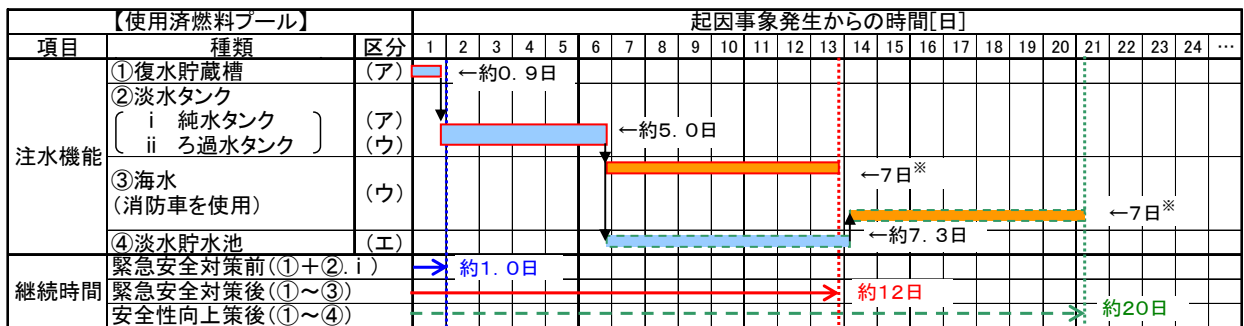 【使用済燃料プール】 起因事象発生からの時間[日]
項目 種類 区分 1 2 3 4 5 6 7 8 9 10 11 12 13 14 15 16 17 18 19 20 21 22 23 24 …
注水機能
①復水貯蔵槽 (ア) ←約0.9日
②淡水タンク
ⅰ 純水タンク (ア)
ⅱ ろ過水タンク (ウ)
←約5.0日
③海水
(消防車を使用) (ウ)
←7日※
←7日※
④淡水貯水池 (エ) ←約7.3日
継続時間
緊急安全対策前(①+②.ⅰ) 約1.0日
緊急安全対策後(①~③) 約12日
安全性向上策後(①~④) 約20日